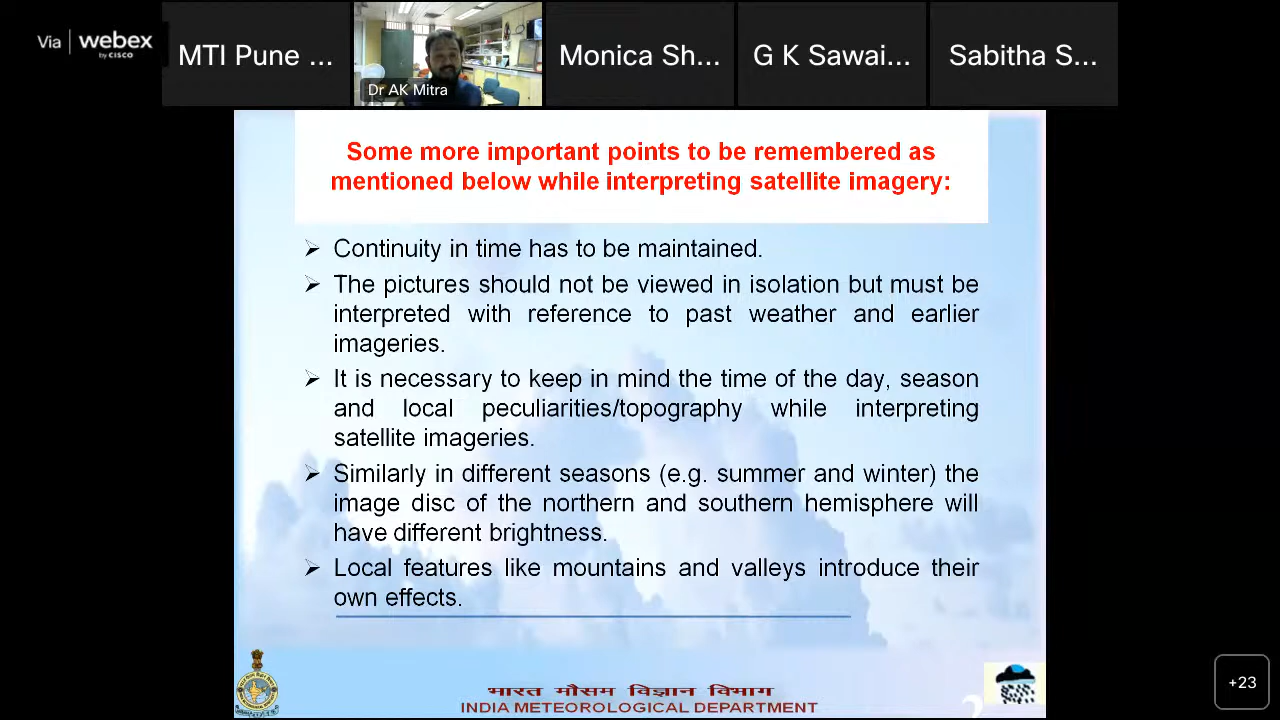 Via webex
by CISCO
MTI Pune ...
Dr AK Mitra
Monica Sh...
G K Sawai...
Sabitha S...
Some more important points to be remembered as
mentioned below while interpreting satellite imagery:
➢ Continuity in time has to be maintained.
➢ The pictures should not be viewed in isolation but must be
interpreted with reference to past weather and earlier
imageries.
➢ It is necessary to keep in mind the time of the day, season
and local peculiarities/topography while interpreting
satellite imageries.
➢ Similarly in different seasons (e.g. summer and winter) the
image disc of the northern and southern hemisphere will
have different brightness.
➢ Local features like mountains and valleys introduce their
own effects.
भारत मौसम विज्ञान विभाग
INDIA METEOROLOGICAL DEPARTMENT
+23